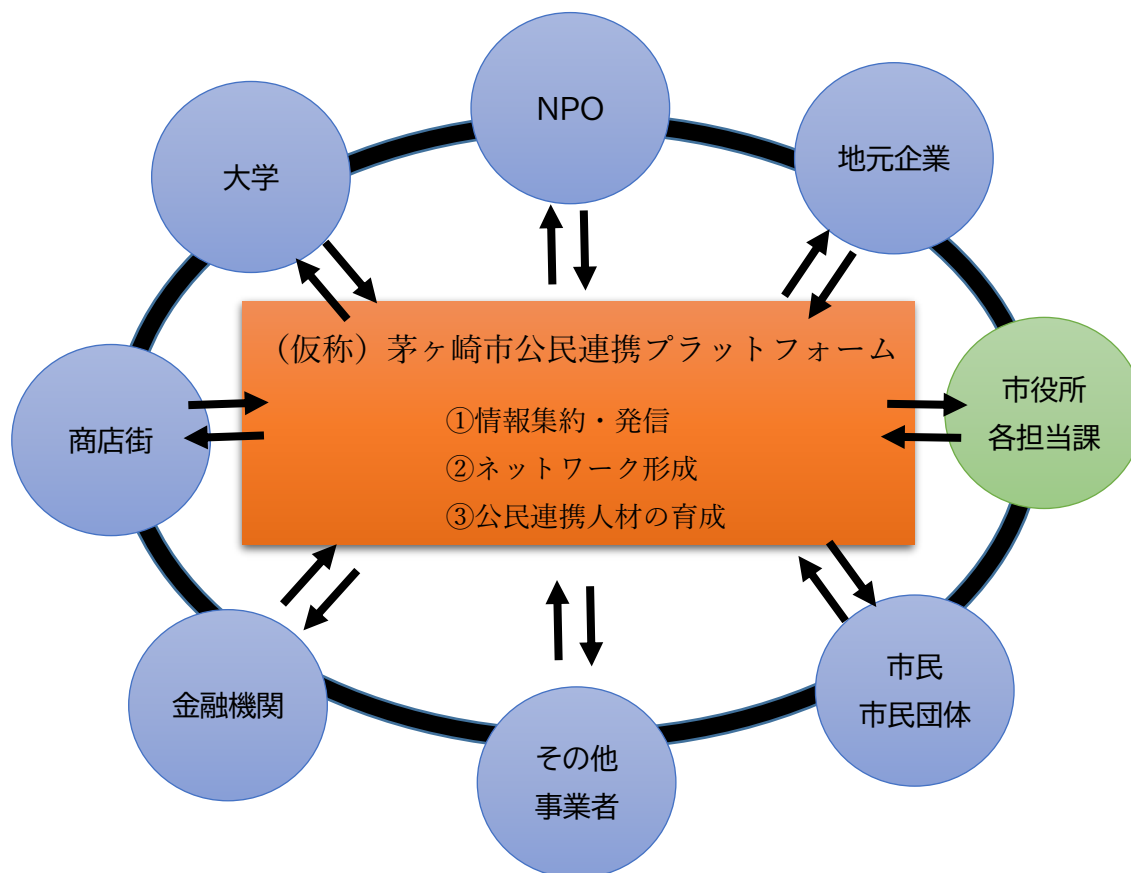 NPO
地元企業
大学
（仮称）茅ヶ崎市公民連携プラットフォーム
①情報集約・発信
②ネットワーク形成
③公民連携人材の育成
市役所
各担当課
商店街
市民
市民団体
金融機関
その他
事業者